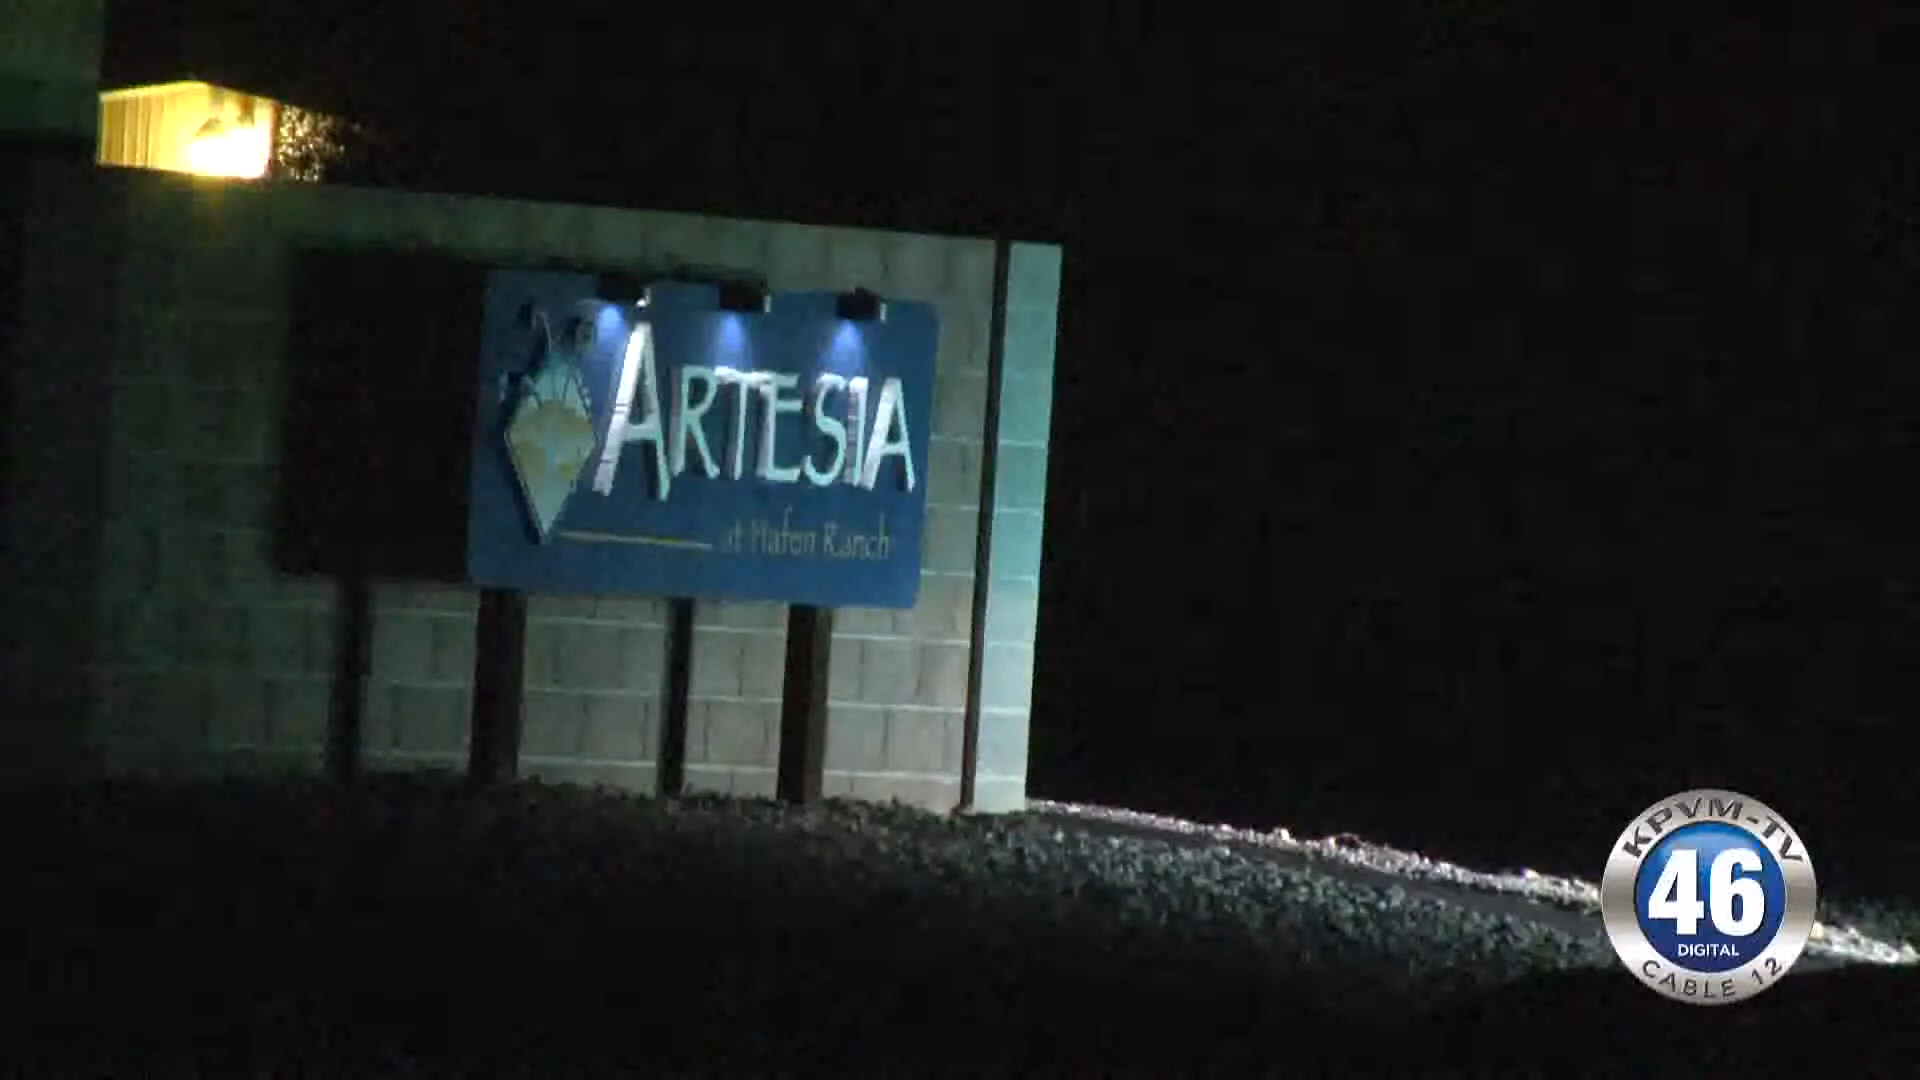 ARTESIA
at Hafen Ranch
KPVM-TV
46
DIGITAL
CABLE 12